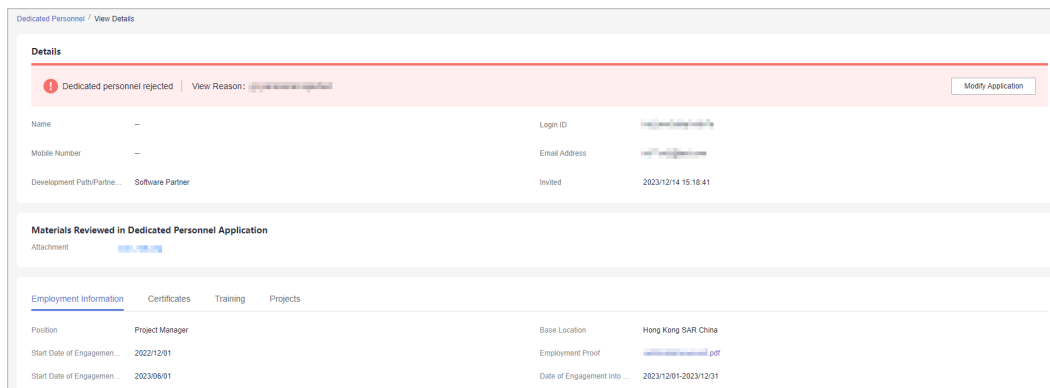 Dedicated Personnel / View Details
Details
Dedicated personnel rejected | View Reason:
Modify Application
Name -- Login ID
Mobile Number -- Email Address
Development Path/Partne... Software Partner Invited 2023/12/14 15:18:41
Materials Reviewed in Dedicated Personnel Application
Attachment
Employment Information Certificates Training Projects
Position Project Manager Base Location Hong Kong SAR China
Start Date of Engagemen... 2022/12/01 Employment Proof .pdf
Start Date of Engagemen... 2023/06/01 Date of Engagement Into ... 2023/12/01-2023/12/31